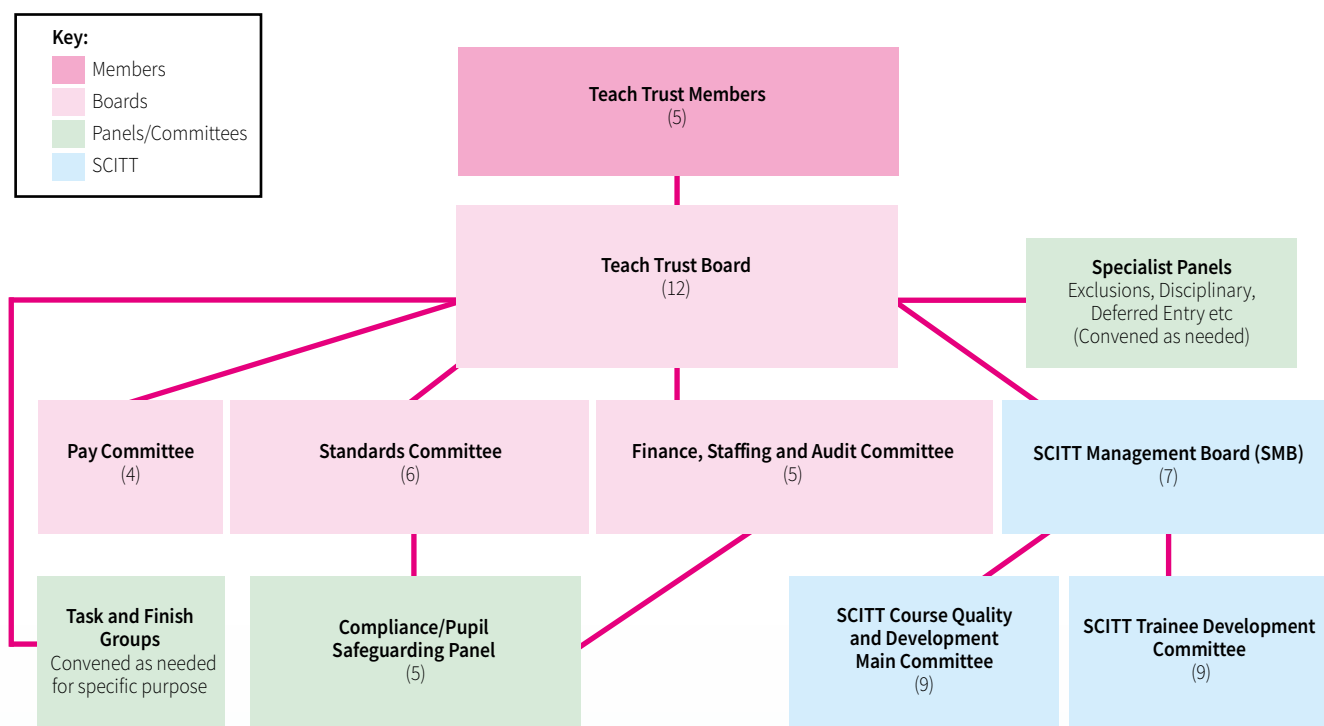 Key:
Members
Boards
Panels/Committees
SCITT
Teach Trust Members
(5)
Teach Trust Board
(12)
Specialist Panels
Exclusions, Disciplinary,
Deferred Entry etc
(Convened as needed)
Pay Committee
(4)
Standards Committee
(6)
Finance, Staffing and Audit Committee
(5)
SCITT Management Board (SMB)
(7)
Task and Finish
Groups
Convened as needed
for specific purpose
Compliance/Pupil
Safeguarding Panel
(5)
SCITT Course Quality
and Development
Main Committee
(9)
SCITT Trainee Development
Committee
(9)